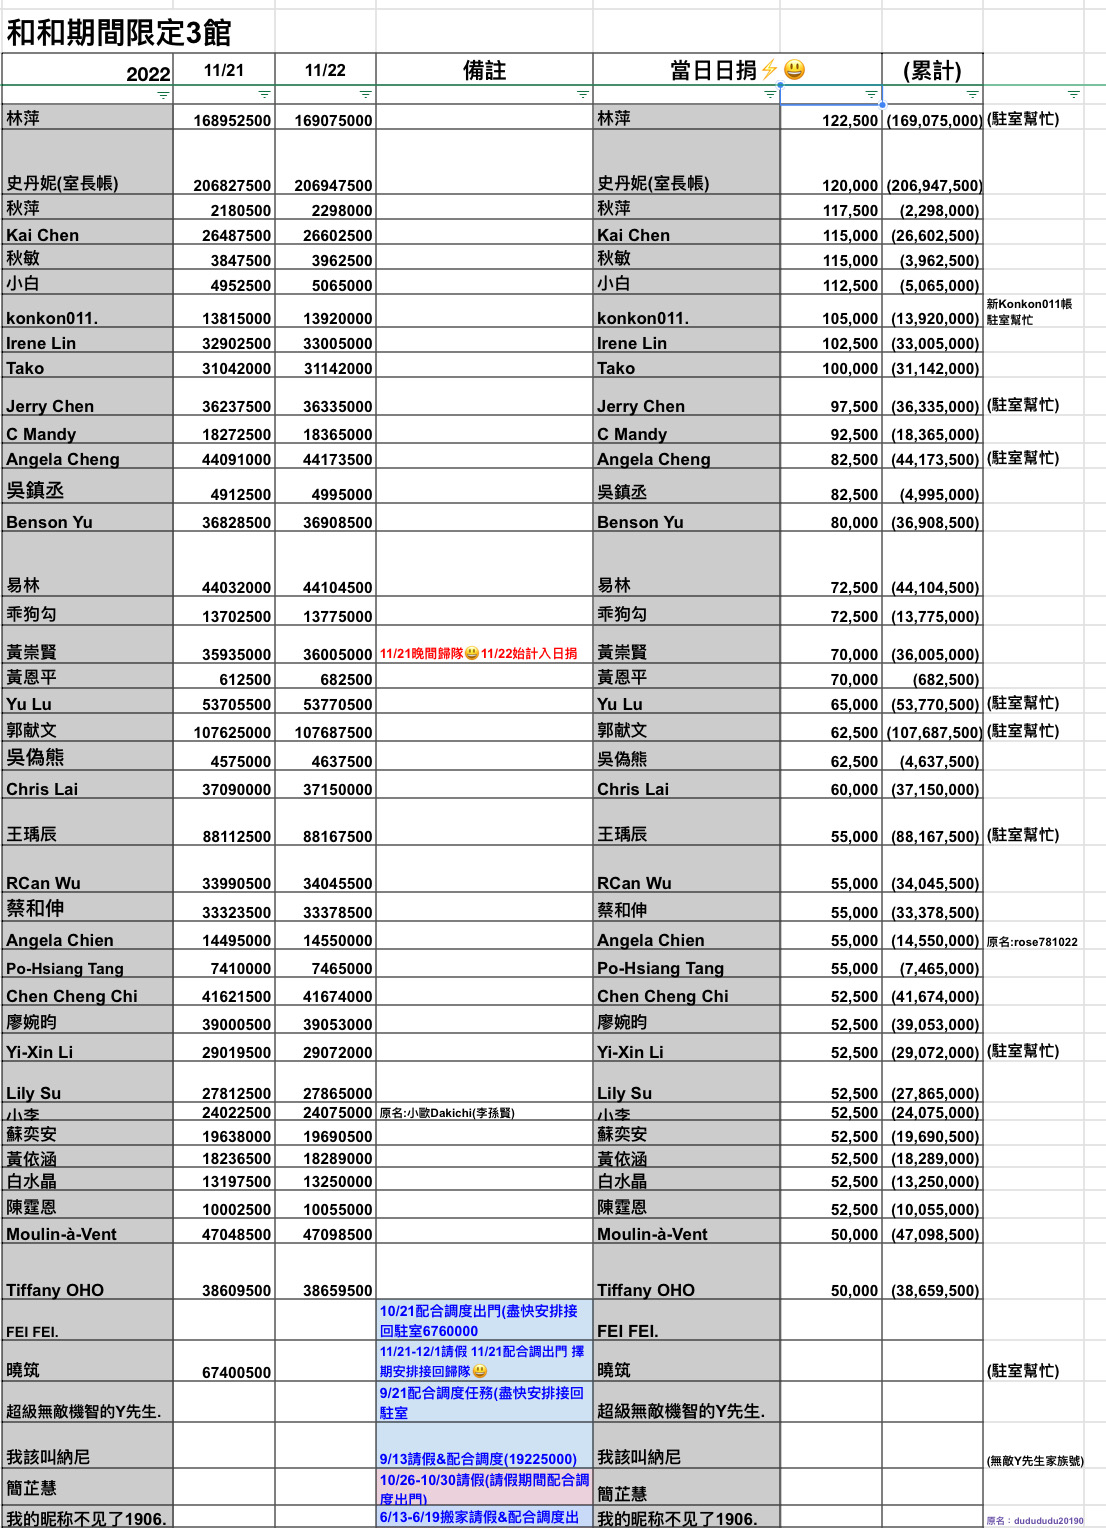 和和期間限定3館
2022 11/21 11/22 備註 當日日捐⚡😃 (累計)
林萍 168952500 169075000 林萍 122,500 (169,075,000) (駐室幫忙)
史丹妮(室長帳) 206827500 206947500 史丹妮(室長帳) 120,000 (206,947,500)
秋萍 2180500 2298000 秋萍 117,500 (2,298,000)
Kai Chen 26487500 26602500 Kai Chen 115,000 (26,602,500)
秋敏 3847500 3962500 秋敏 115,000 (3,962,500)
小白 4952500 5065000 小白 112,500 (5,065,000)
新Konkon011帳
konkon011. 13815000 13920000 konkon011. 105,000 (13,920,000) 駐室幫忙
Irene Lin 32902500 33005000 Irene Lin 102,500 (33,005,000)
Tako 31042000 31142000 Tako 100,000 (31,142,000)
Jerry Chen 36237500 36335000 Jerry Chen 97,500 (36,335,000) (駐室幫忙)
C Mandy 18272500 18365000 C Mandy 92,500 (18,365,000)
Angela Cheng 44091000 44173500 Angela Cheng 82,500 (44,173,500) (駐室幫忙)
吳鎮丞 4912500 4995000 吳鎮丞 82,500 (4,995,000)
Benson Yu 36828500 36908500 Benson Yu 80,000 (36,908,500)
易林 44032000 44104500 易林 72,500 (44,104,500)
乖狗勾 13702500 13775000 乖狗勾 72,500 (13,775,000)
黃崇賢 35935000 36005000 11/21晚間歸隊😃11/22始計入日捐 黃崇賢 70,000 (36,005,000)
黃恩平 612500 682500 黃恩平 70,000 (682,500)
Yu Lu 53705500 53770500 Yu Lu 65,000 (53,770,500) (駐室幫忙)
郭献文 107625000 107687500 郭献文 62,500 (107,687,500) (駐室幫忙)
吳偽熊 4575000 4637500 吳偽熊 62,500 (4,637,500)
Chris Lai 37090000 37150000 Chris Lai 60,000 (37,150,000)
王瑀辰 88112500 88167500 王瑀辰 55,000 (88,167,500) (駐室幫忙)
RCan Wu 33990500 34045500 RCan Wu 55,000 (34,045,500)
蔡和伸 33323500 33378500 蔡和伸 55,000 (33,378,500)
Angela Chien 14495000 14550000 Angela Chien 55,000 (14,550,000) 原名:rose781022
Po-Hsiang Tang 7410000 7465000 Po-Hsiang Tang 55,000 (7,465,000)
Chen Cheng Chi 41621500 41674000 Chen Cheng Chi 52,500 (41,674,000)
廖婉昀 39000500 39053000 廖婉昀 52,500 (39,053,000)
Yi-Xin Li 29019500 29072000 Yi-Xin Li 52,500 (29,072,000) (駐室幫忙)
Lily Su 27812500 27865000 Lily Su 52,500 (27,865,000)
小李 24022500 24075000 原名:小歐Dakichi(李孫賢) 小李 52,500 (24,075,000)
蘇奕安 19638000 19690500 蘇奕安 52,500 (19,690,500)
黃依涵 18236500 18289000 黃依涵 52,500 (18,289,000)
白水晶 13197500 13250000 白水晶 52,500 (13,250,000)
陳霆恩 10002500 10055000 陳霆恩 52,500 (10,055,000)
Moulin-à-Vent 47048500 47098500 Moulin-à-Vent 50,000 (47,098,500)
Tiffany OHO 38609500 38659500 Tiffany OHO 50,000 (38,659,500)
10/21配合調度出門(盡快安排接
FEI FEI. 回駐室6760000 FEI FEI.
11/21-12/1請假 11/21配合調出門 擇
曉筑 67400500 期安排接回歸隊😃 曉筑 (駐室幫忙)
9/21配合調度任務(盡快安排接回
超級無敵機智的Y先生. 駐室 超級無敵機智的Y先生.
我該叫納尼 9/13請假&配合調度(19225000) 我該叫納尼 (無敵Y先生家族號)
10/26-10/30請假(請假期間配合調
簡芷慧 度出門) 簡芷慧
我的昵称不见了1906. 6/13-6/19搬家請假&配合調度出 我的昵称不见了1906. 原名：dudududu20190